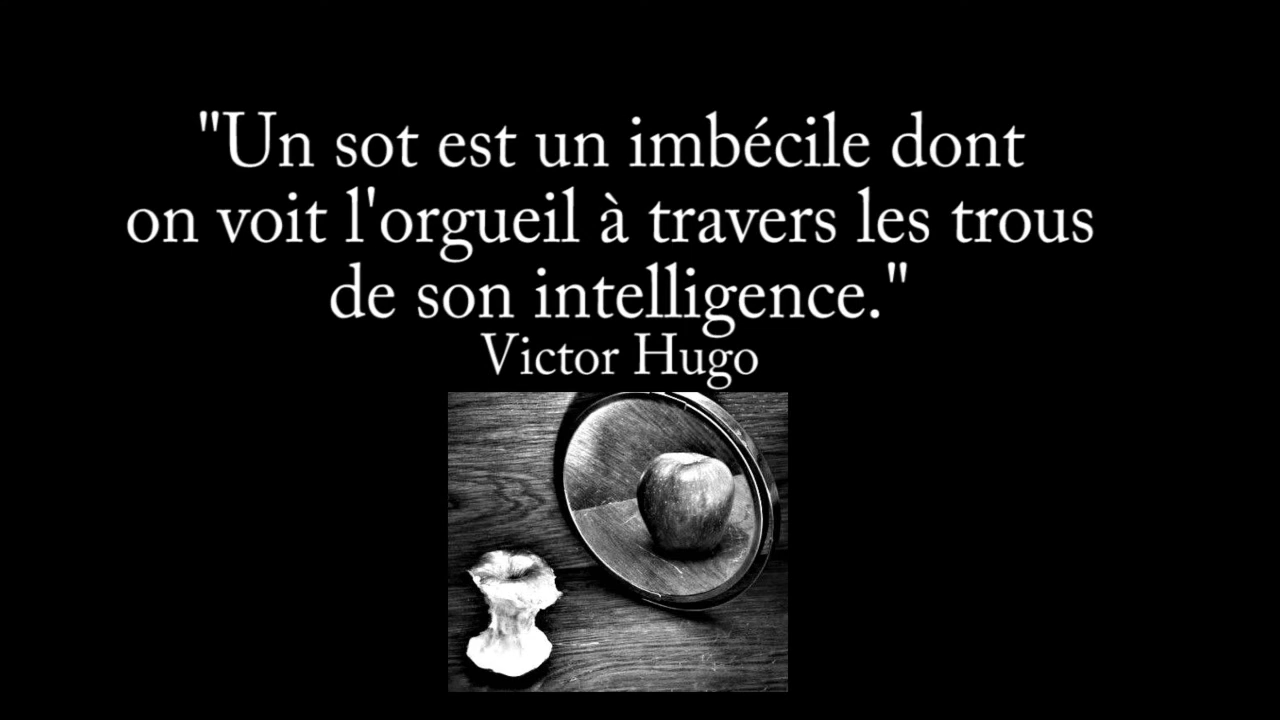 "Un sot est un imbécile dont
on voit l'orgueil à travers les trous
de son intelligence."
Victor Hugo